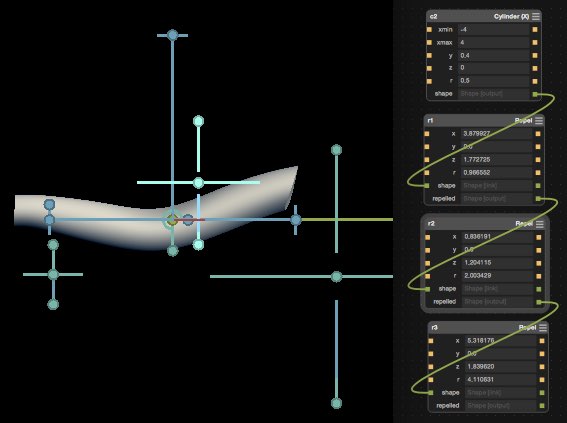 c2 Cylinder (X)
xmin -4
xmax 4
y 0,4
z 0
r 0,5
shape Shape [output]
r1 Repel
x 3,879927
y 0,0
z 1,772725
r 0,966552
shape Shape [link]
repelled Shape [output]
r2 Repel
x 0,836191
y 0,0
z 1,204115
r 2,003429
shape Shape [link]
repelled Shape [output]
r3 Repel
x 5,318176
y 0,0
z 1,839620
r 4,110831
shape Shape [link]
repelled Shape [output]